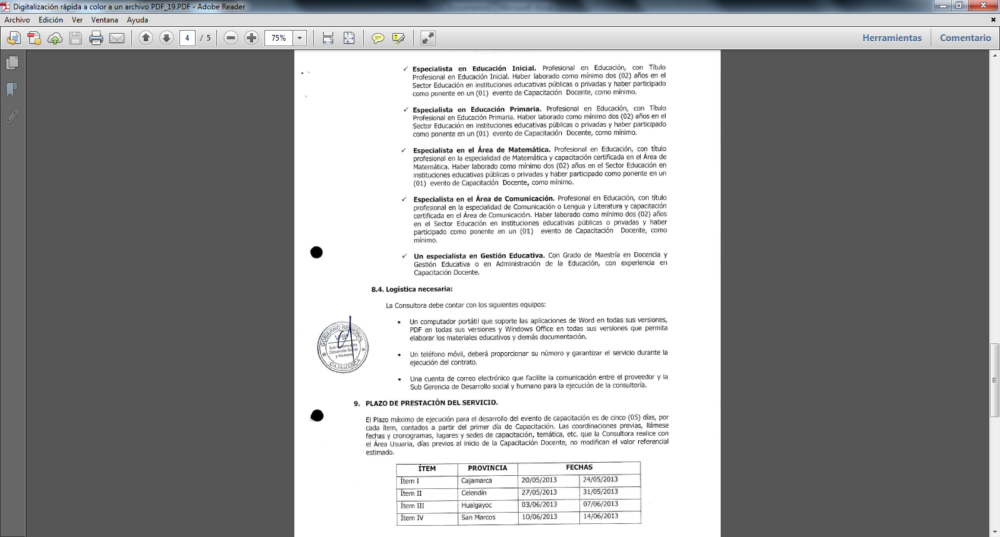 Digitalización rápida a color a un archivo PDF_19.PDF - Adobe Reader
Archivo Edición Ver Ventana Ayuda
4 / 5 75% Herramientas Comentario
✓ Especialista en Educación Inicial. Profesional en Educación, con Título
Profesional en Educación Inicial. Haber laborado como mínimo dos (02) años en el
Sector Educación en instituciones educativas públicas o privadas y haber participado
como ponente en un (01) evento de Capacitación Docente, como mínimo.
✓ Especialista en Educación Primaria. Profesional en Educación, con Título
Profesional en Educación Primaria. Haber laborado como mínimo dos (02) años en el
Sector Educación en instituciones educativas públicas o privadas y haber participado
como ponente en un (01) evento de Capacitación Docente, como mínimo.
✓ Especialista en el Área de Matemática. Profesional en Educación, con título
profesional en la especialidad de Matemática y capacitación certificada en el Área de
Matemática. Haber laborado como mínimo dos (02) años en el Sector Educación en
instituciones educativas públicas o privadas y haber participado como ponente en un
(01) evento de Capacitación Docente, como mínimo.
✓ Especialista en el Área de Comunicación. Profesional en Educación, con título
profesional en la especialidad de Comunicación o Lengua y Literatura y capacitación
certificada en el Área de Comunicación. Haber laborado como mínimo dos (02) años
en el Sector Educación en instituciones educativas públicas o privadas y haber
participado como ponente en un (01) evento de Capacitación Docente, como
mínimo.
✓ Un especialista en Gestión Educativa. Con Grado de Maestría en Docencia y
Gestión Educativa o en Administración de la Educación, con experiencia en
Capacitación Docente.
8.4. Logística necesaria:
La Consultora debe contar con los siguientes equipos:
• Un computador portátil que soporte las aplicaciones de Word en todas sus versiones,
PDF en todas sus versiones y Windows Office en todas sus versiones que permita
elaborar los materiales educativos y demás documentación.
• Un teléfono móvil, deberá proporcionar su número y garantizar el servicio durante la
ejecución del contrato.
• Una cuenta de correo electrónico que facilite la comunicación entre el proveedor y la
Sub Gerencia de Desarrollo social y humano para la ejecución de la consultoría.
GOBIERNO REGIONAL
Sub Gerencia de
Desarrollo Social
y Humano
CAJAMARCA
9. PLAZO DE PRESTACIÓN DEL SERVICIO.
El Plazo máximo de ejecución para el desarrollo del evento de capacitación es de cinco (05) días, por
cada ítem, contados a partir del primer día de Capacitación. Las coordinaciones previas, llámese
fechas y cronogramas, lugares y sedes de capacitación, temática, etc. que la Consultora realice con
el Área Usuaria, días previos al inicio de la Capacitación Docente, no modifican el valor referencial
estimado.
ÍTEM PROVINCIA FECHAS
Ítem I Cajamarca 20/05/2013 24/05/2013
Ítem II Celendín 27/05/2013 31/05/2013
Ítem III Hualgayoc 03/06/2013 07/06/2013
Ítem IV San Marcos 10/06/2013 14/06/2013